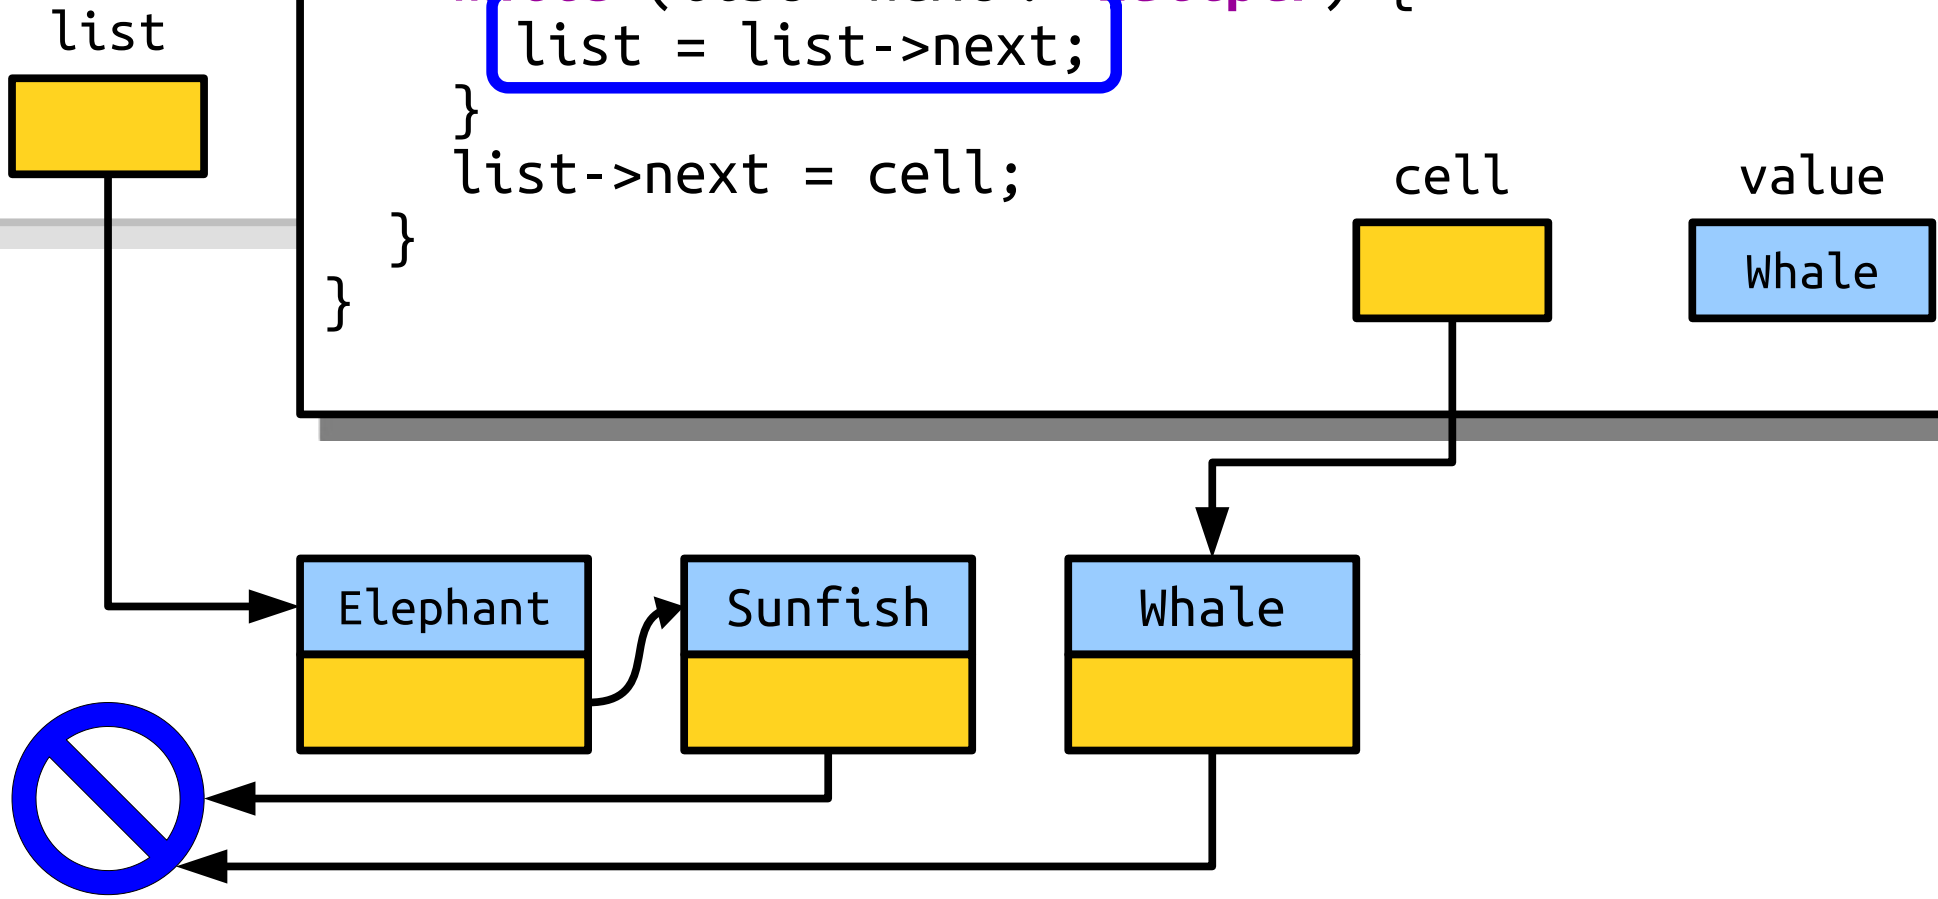 list
list = list->next;
}
list->next = cell;
}
}
cell
value
Whale
Elephant
Sunfish
Whale